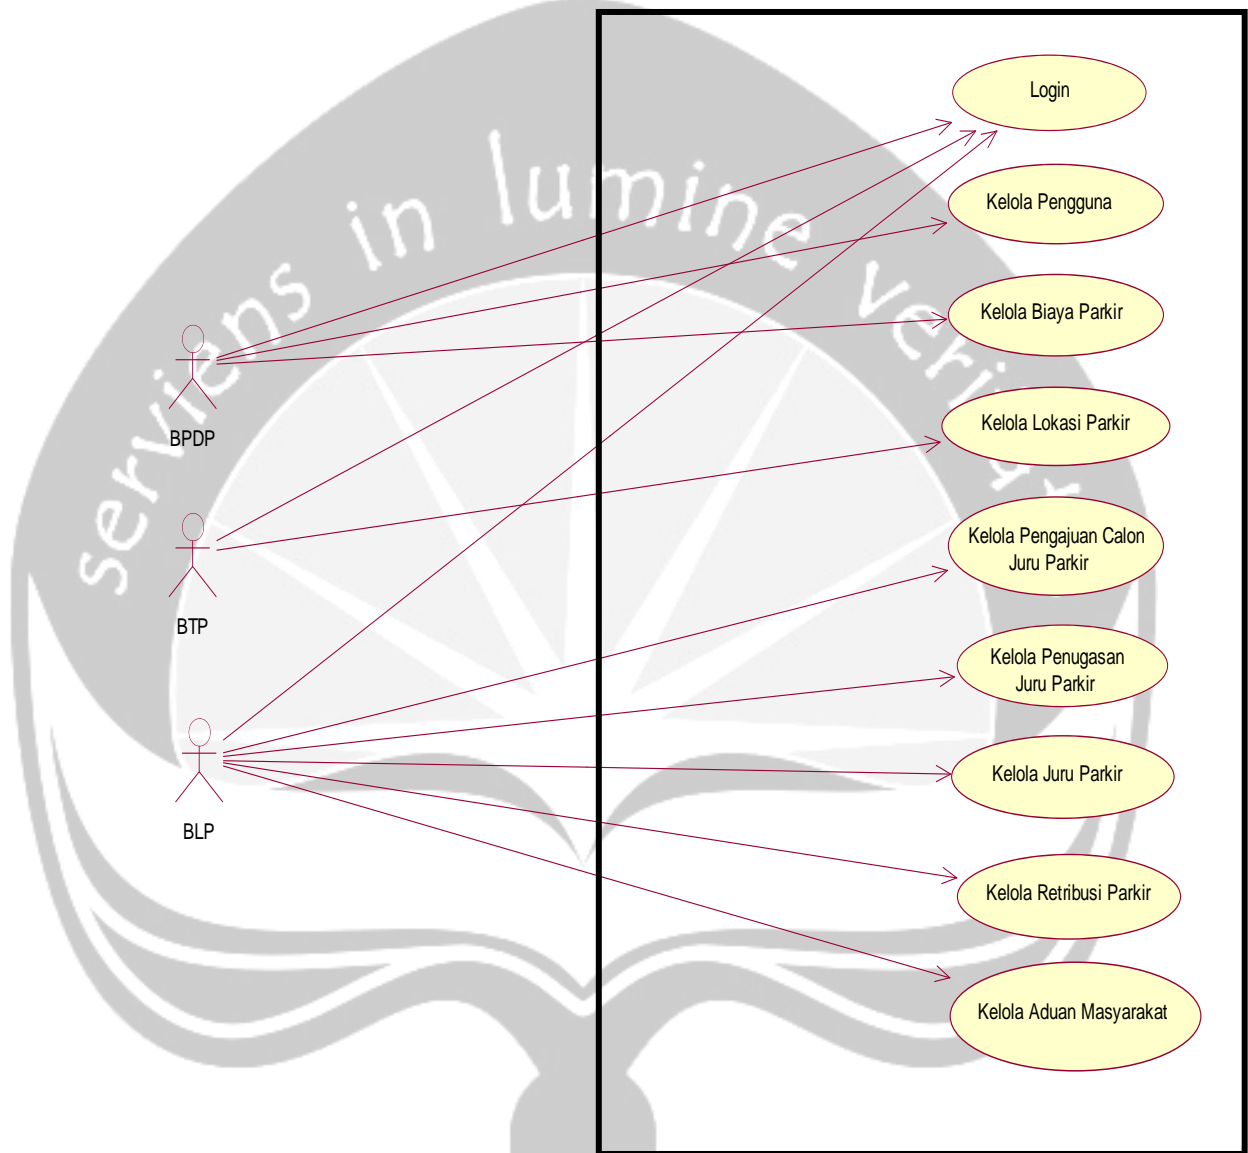 serviens in lumine veritatis
Login
Kelola Pengguna
Kelola Biaya Parkir
BPDP
Kelola Lokasi Parkir
Kelola Pengajuan Calon
Juru Parkir
BTP
Kelola Penugasan
Juru Parkir
Kelola Juru Parkir
BLP
Kelola Retribusi Parkir
Kelola Aduan Masyarakat